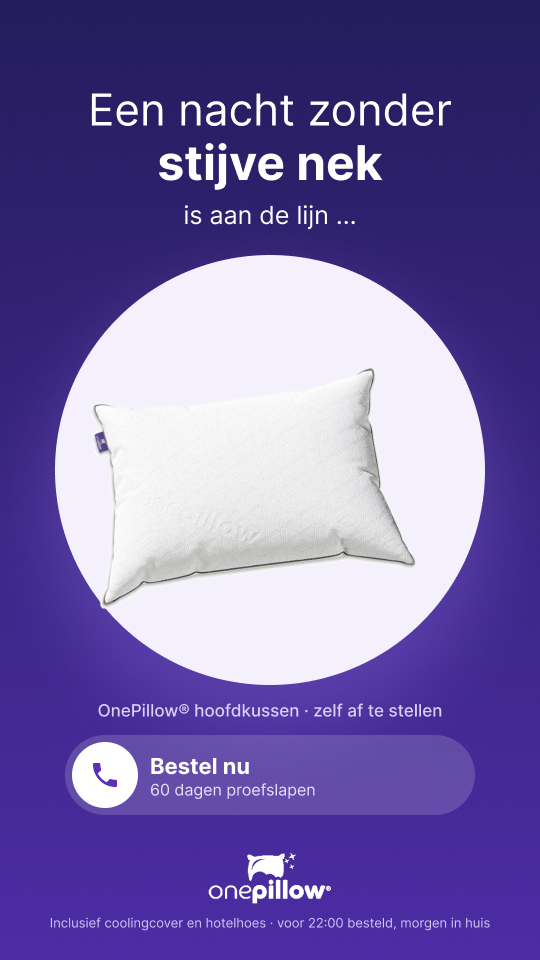 Een nacht zonder
stijve nek
is aan de lijn ...
onepillow
OnePillow® hoofdkussen · zelf af te stellen
Bestel nu
60 dagen proefslapen
onepillow®
Inclusief coolingcover en hotelhoes · voor 22:00 besteld, morgen in huis